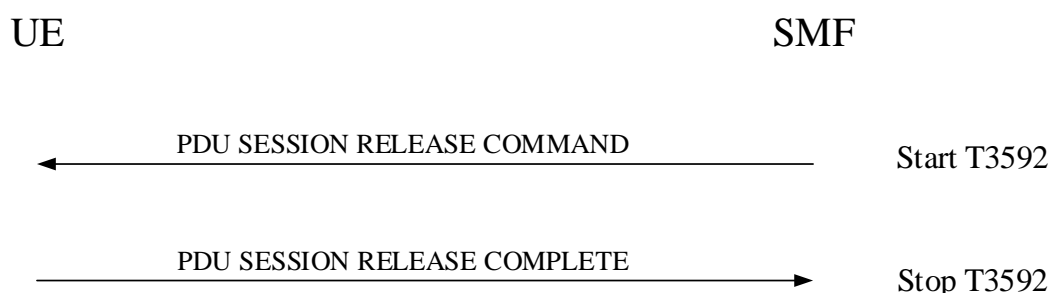 UE SMF
PDU SESSION RELEASE COMMAND Start T3592
PDU SESSION RELEASE COMPLETE Stop T3592